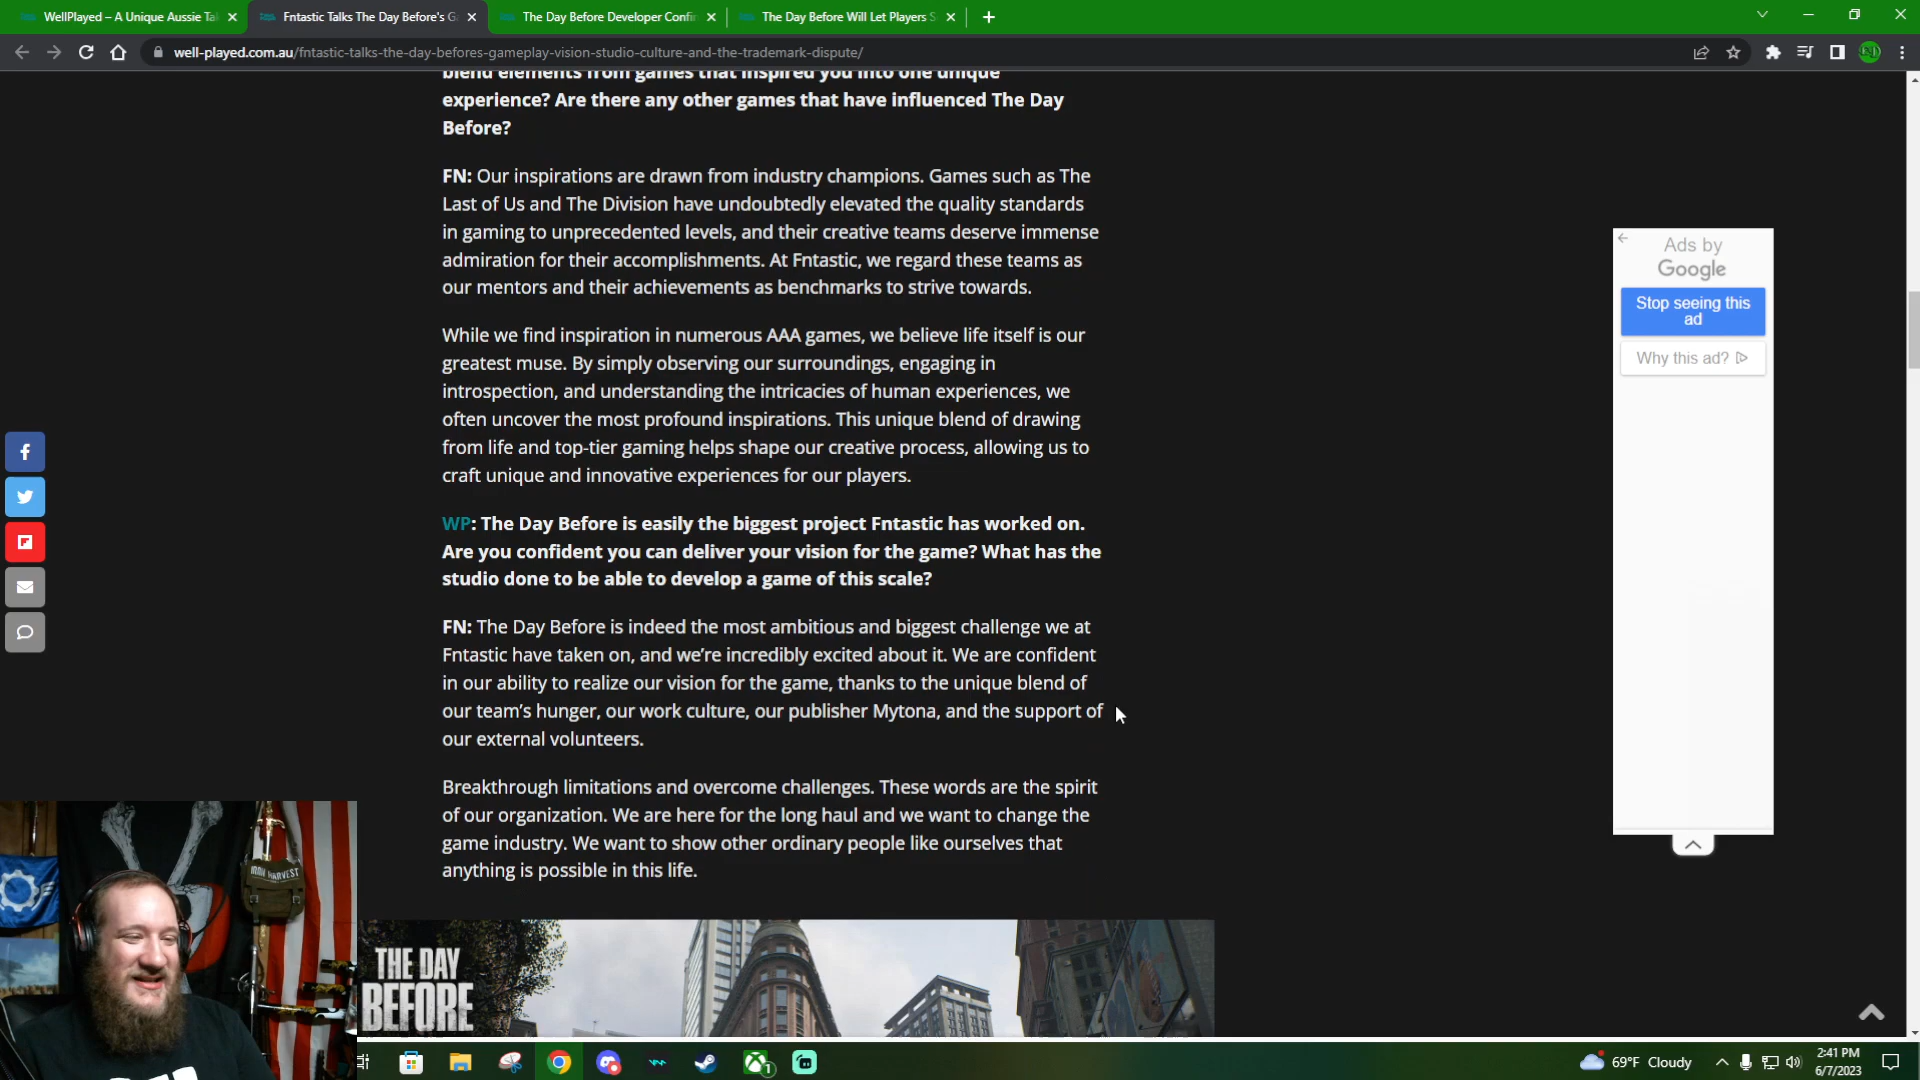 WellPlayed – A Unique Aussie Ta
Fntastic Talks The Day Before's G
The Day Before Developer Confi
The Day Before Will Let Players S
well-played.com.au/fntastic-talks-the-day-befores-gameplay-vision-studio-culture-and-the-trademark-dispute/
blend elements from games that inspired you into one unique
experience? Are there any other games that have influenced The Day
Before?
FN: Our inspirations are drawn from industry champions. Games such as The
Last of Us and The Division have undoubtedly elevated the quality standards
in gaming to unprecedented levels, and their creative teams deserve immense
admiration for their accomplishments. At Fntastic, we regard these teams as
our mentors and their achievements as benchmarks to strive towards.
While we find inspiration in numerous AAA games, we believe life itself is our
greatest muse. By simply observing our surroundings, engaging in
introspection, and understanding the intricacies of human experiences, we
often uncover the most profound inspirations. This unique blend of drawing
from life and top-tier gaming helps shape our creative process, allowing us to
craft unique and innovative experiences for our players.
WP: The Day Before is easily the biggest project Fntastic has worked on.
Are you confident you can deliver your vision for the game? What has the
studio done to be able to develop a game of this scale?
FN: The Day Before is indeed the most ambitious and biggest challenge we at
Fntastic have taken on, and we're incredibly excited about it. We are confident
in our ability to realize our vision for the game, thanks to the unique blend of
our team's hunger, our work culture, our publisher Mytona, and the support of
our external volunteers.
Breakthrough limitations and overcome challenges. These words are the spirit
of our organization. We are here for the long haul and we want to change the
game industry. We want to show other ordinary people like ourselves that
anything is possible in this life.
THE DAY
BEFORE
Ads by
Google
Stop seeing this
ad
Why this ad?
IRON HARVEST
1
69°F Cloudy
2:41 PM
6/7/2023